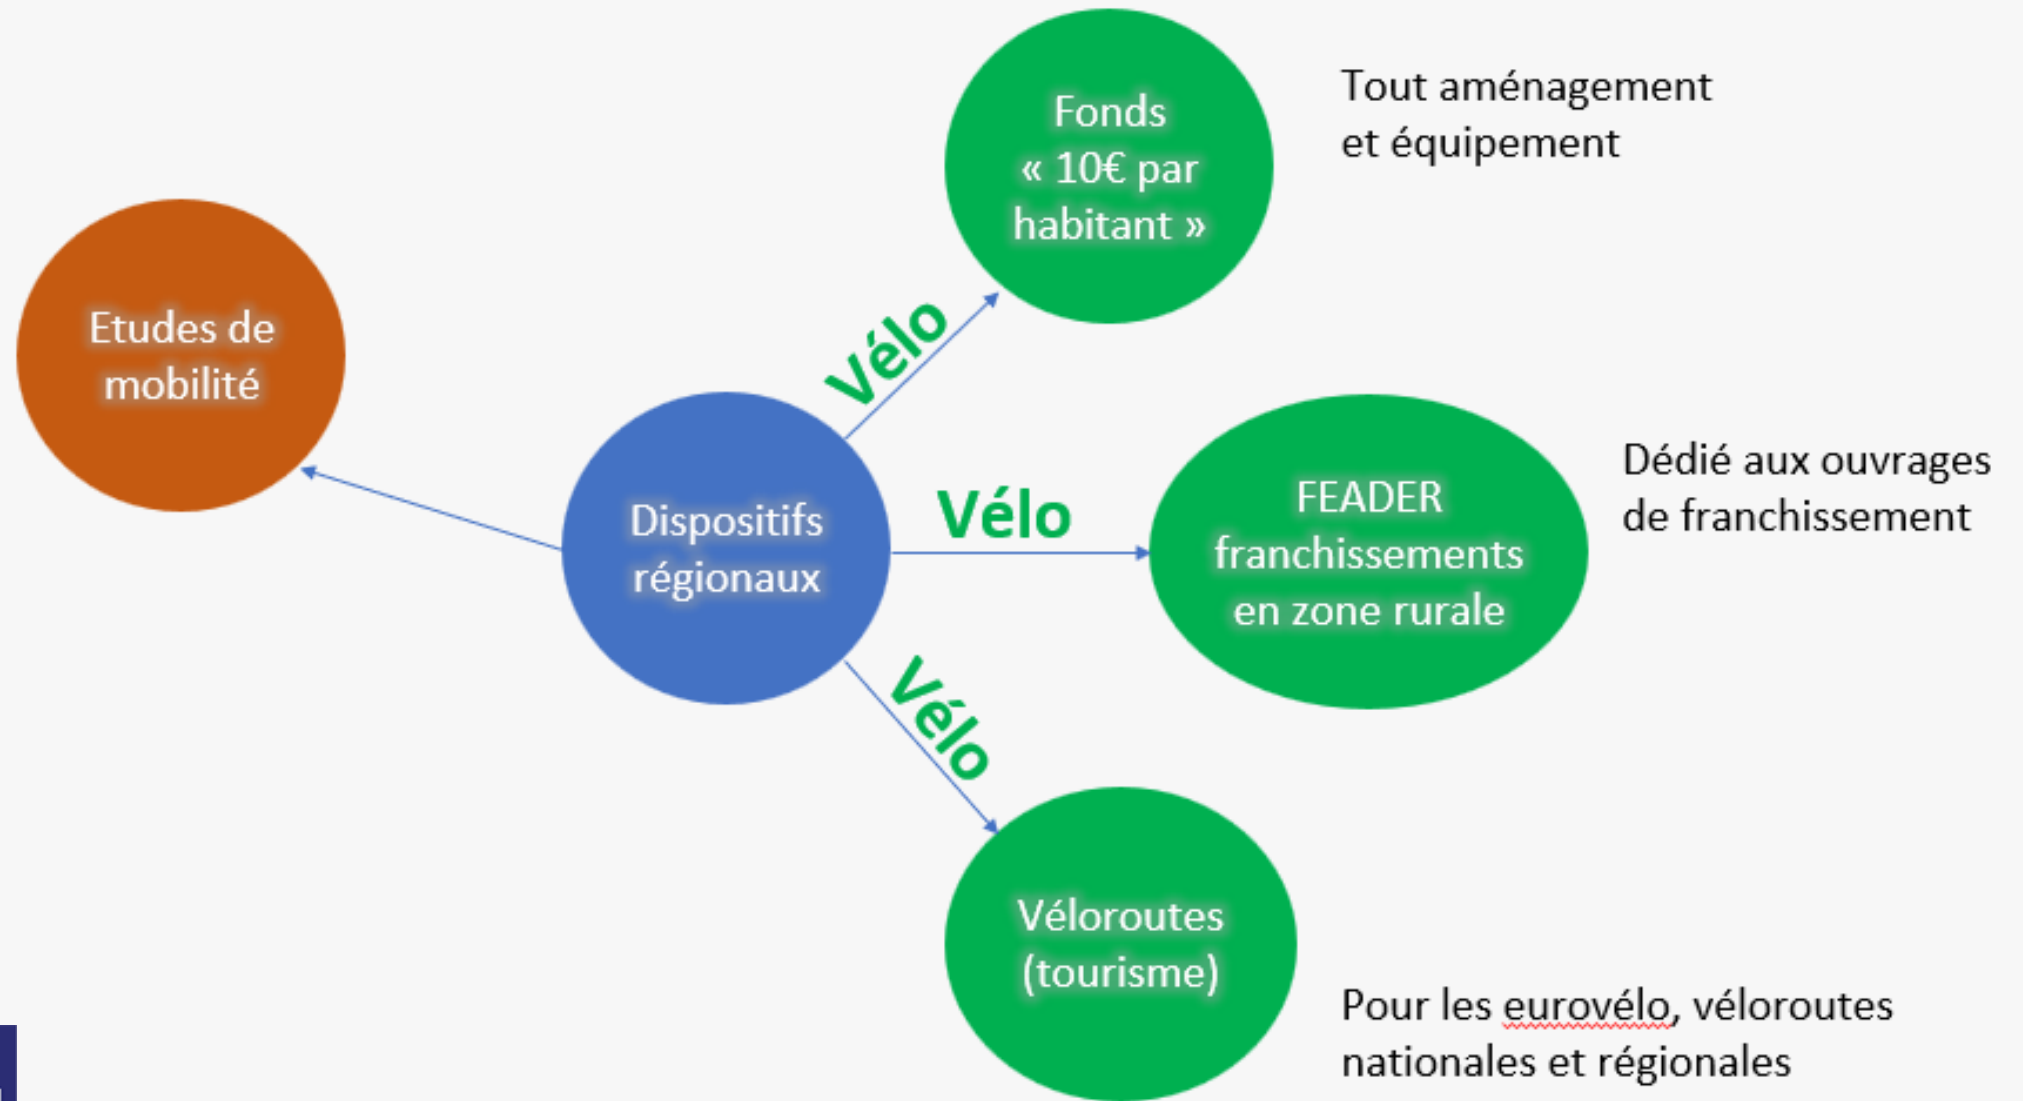 Fonds
« 10€ par
habitant »
Tout aménagement
et équipement
Etudes de
mobilité
Vélo
Dispositifs
régionaux
Vélo
FEADER
franchissements
en zone rurale
Dédié aux ouvrages
de franchissement
Vélo
Véloroutes
(tourisme)
Pour les eurovélo, véloroutes
nationales et régionales